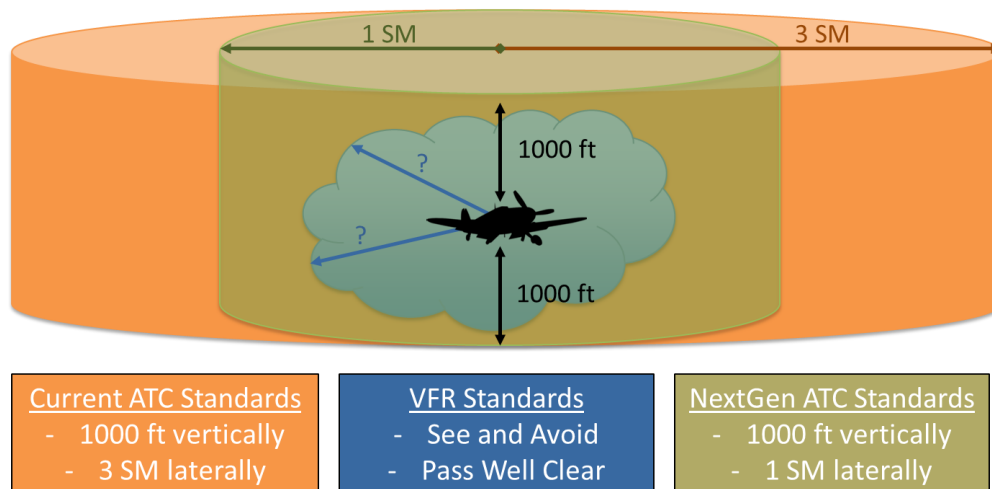 1 SM
3 SM
1000 ft
?
?
1000 ft
Current ATC Standards
- 1000 ft vertically
- 3 SM laterally
VFR Standards
- See and Avoid
- Pass Well Clear
NextGen ATC Standards
- 1000 ft vertically
- 1 SM laterally